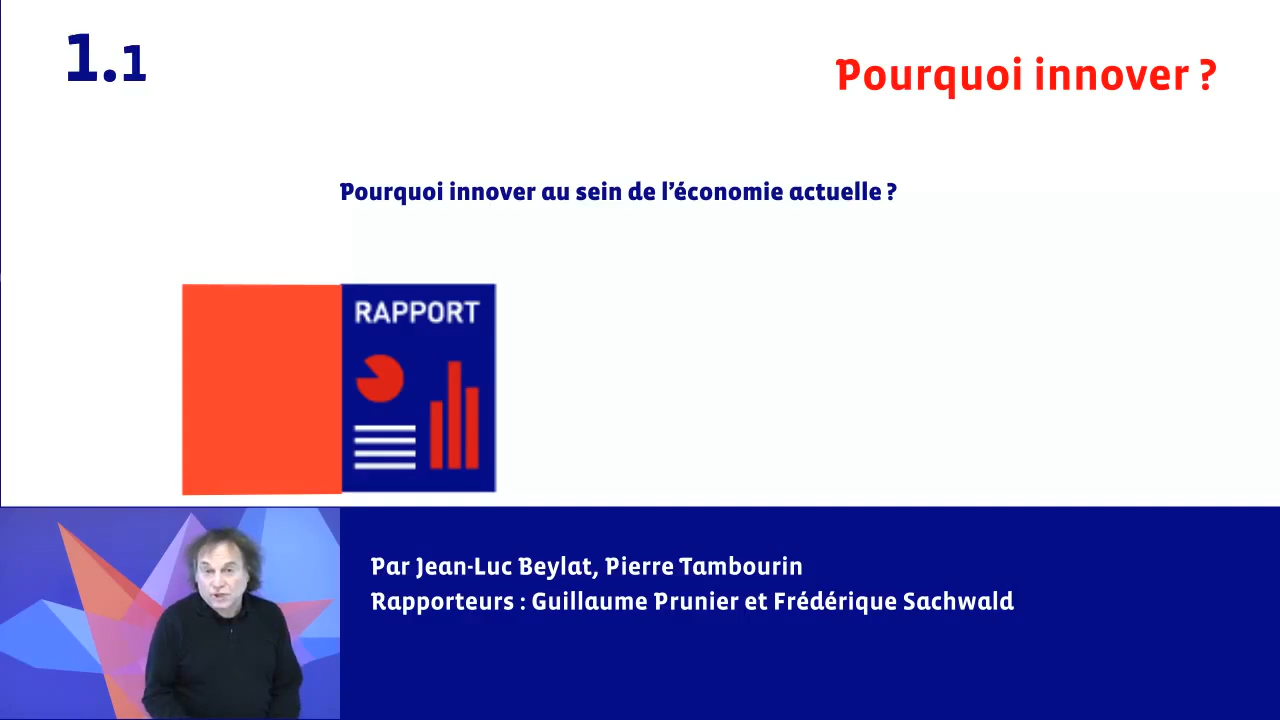 1.1
Pourquoi innover ?
Pourquoi innover au sein de l'économie actuelle ?
RAPPORT
Par Jean-Luc Beylat, Pierre Tambourin
Rapporteurs : Guillaume Prunier et Frédérique Sachwald